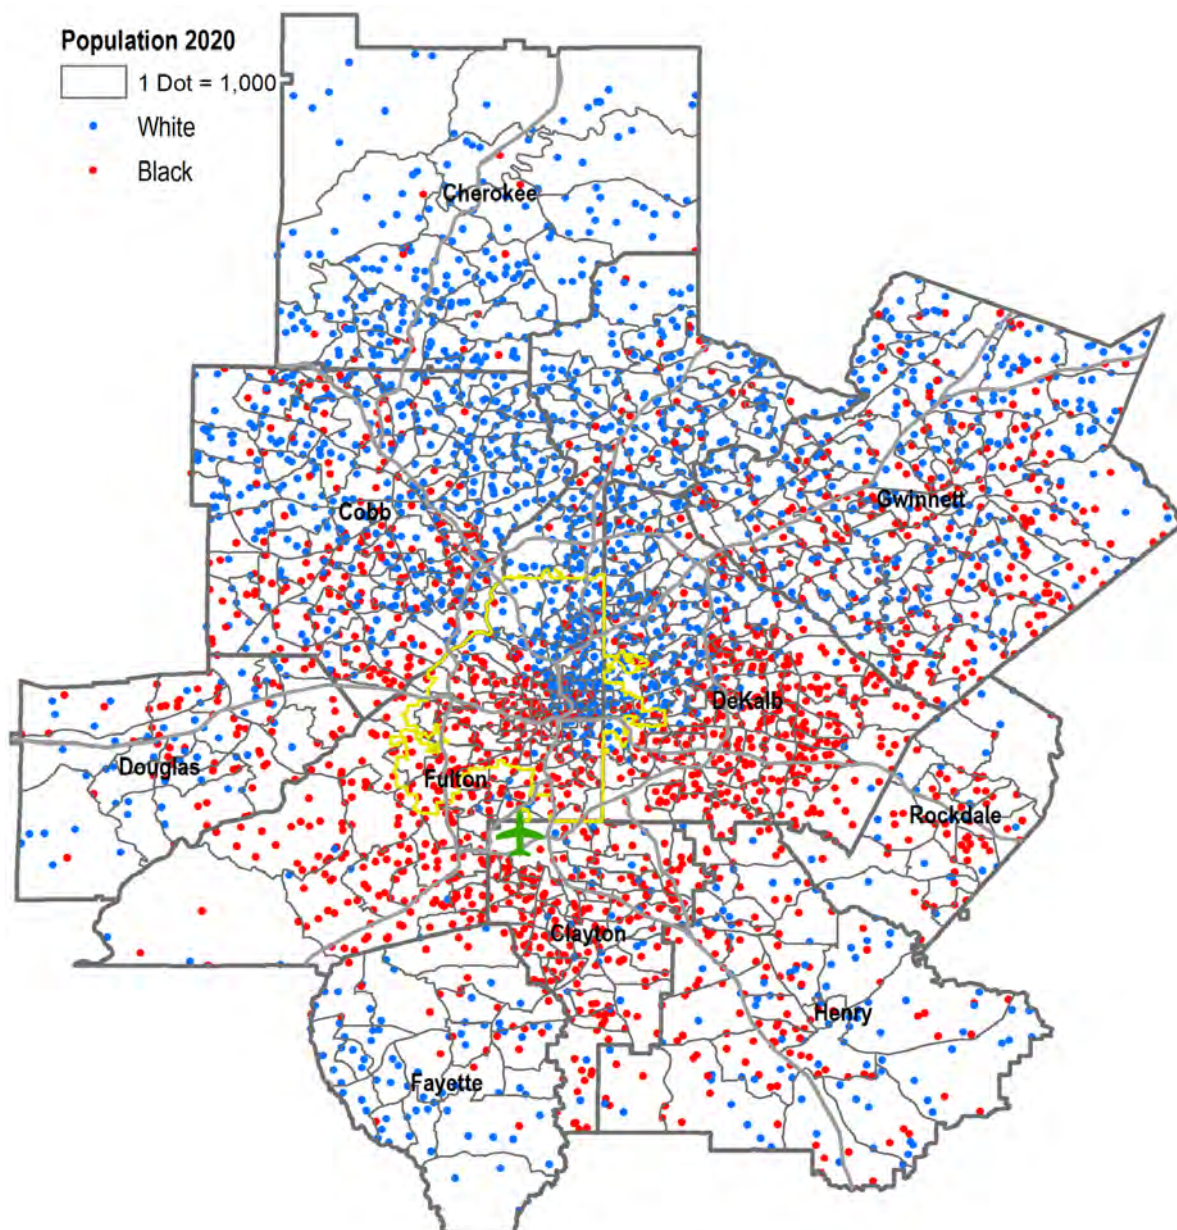 Population 2020
1 Dot = 1,000
White
Black
Cherokee
Gwinnett
Cobb
DeKalb
Douglas
Fulton
Rockdale
Clayton
Henry
Fayette